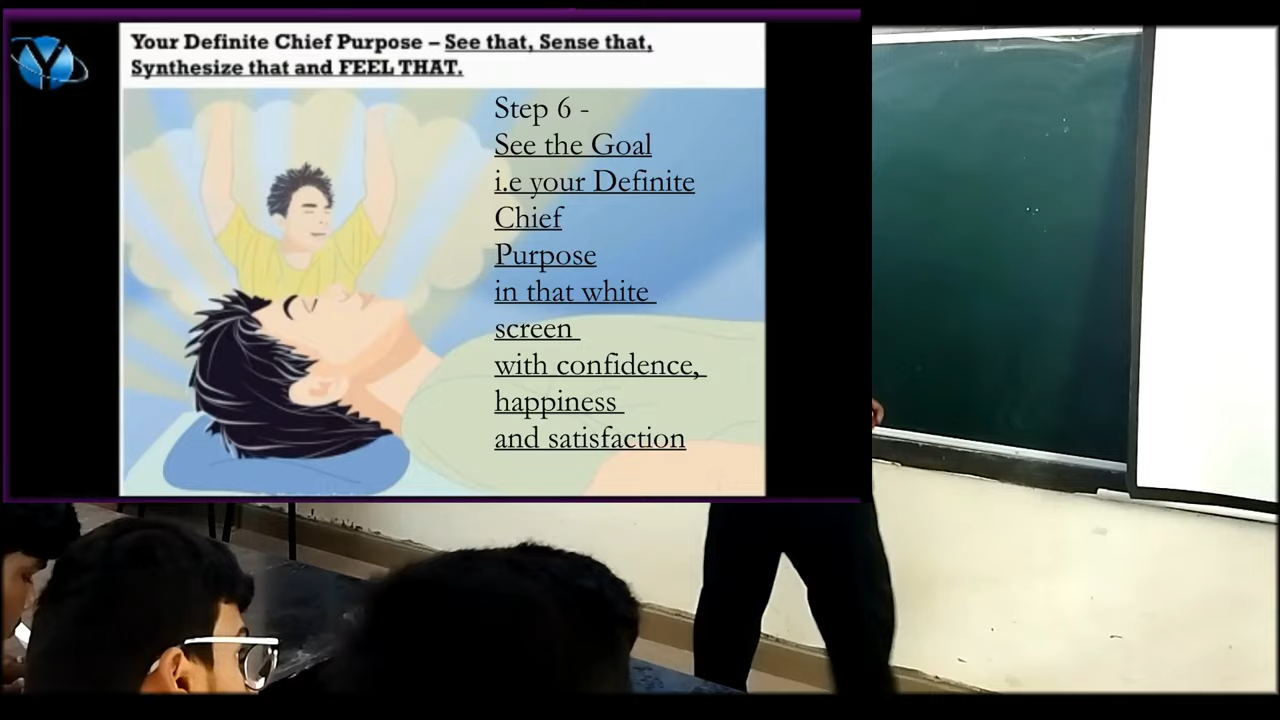 Your Definite Chief Purpose – See that, Sense that,
Synthesize that and FEEL THAT.
Y
Step 6 -
See the Goal
i.e your Definite
Chief
Purpose
in that white
screen
with confidence,
happiness
and satisfaction